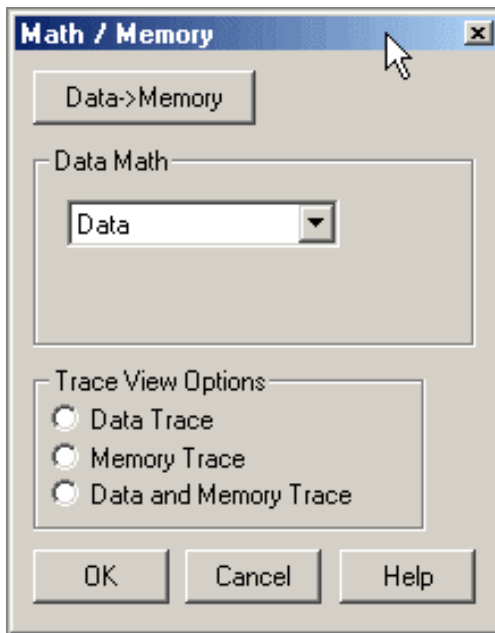 Math / Memory
Data->Memory
Data Math
Data
Trace View Options
Data Trace
Memory Trace
Data and Memory Trace
OK
Cancel
Help